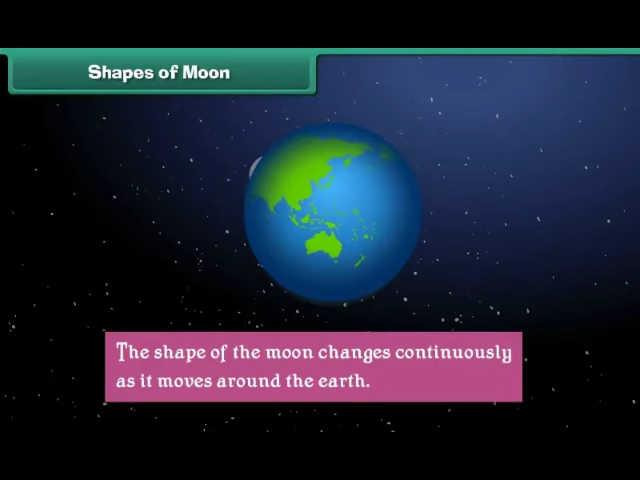 Shapes of Moon
The shape of the moon changes continuously
as it moves around the earth.